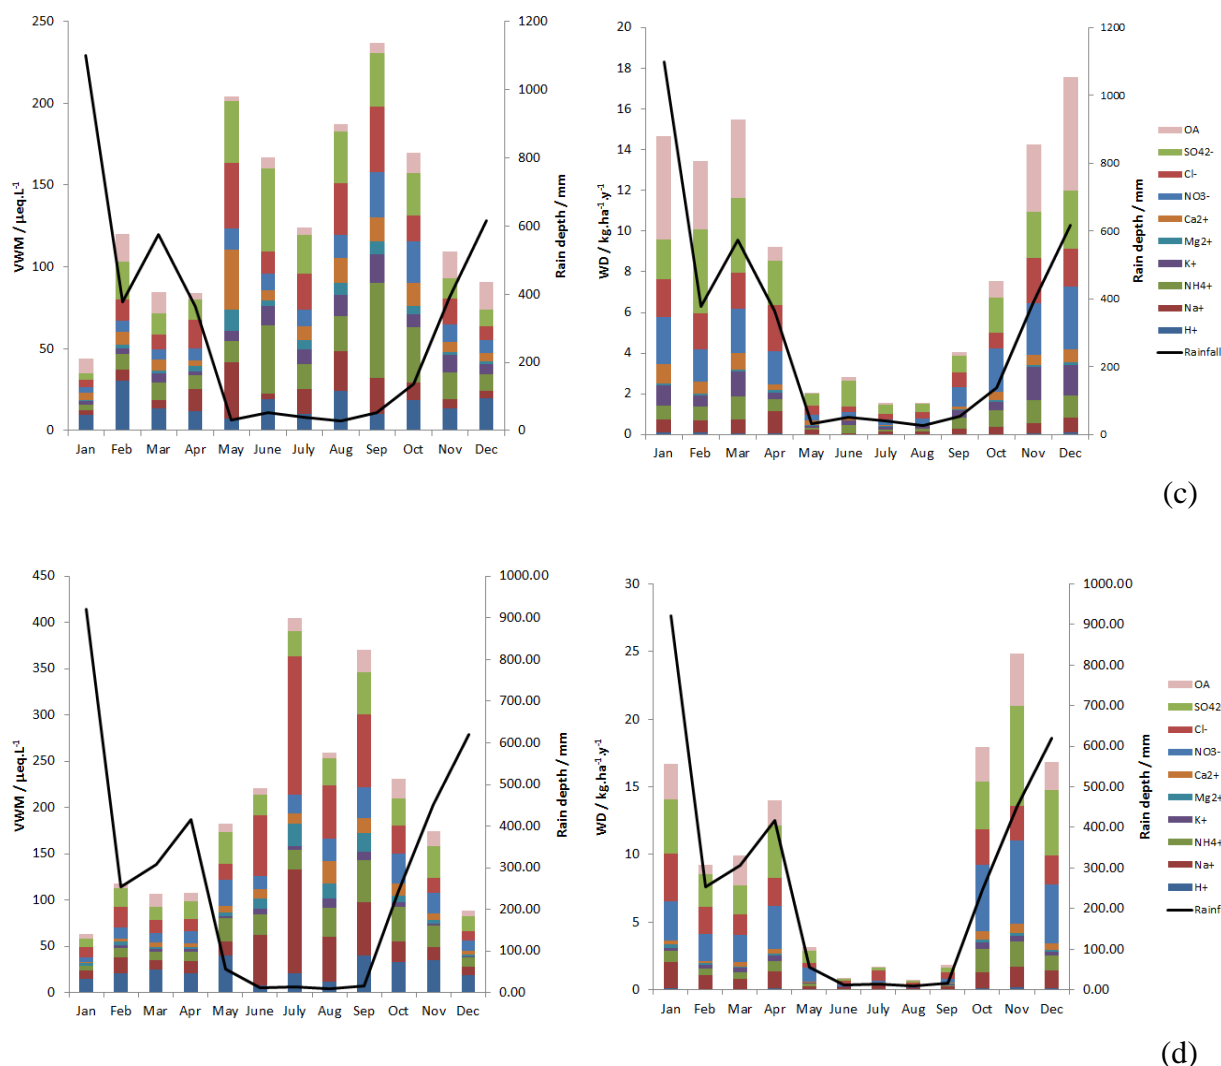 250
200
150
100
50
0
VWM / µeq.L-1
1200
1000
800
600
400
200
0
Rain depth / mm
Jan Feb Mar Apr May June July Aug Sep Oct Nov Dec
20
18
16
14
12
10
8
6
4
2
0
WD / kg.ha-1.y-1
1200
1000
800
600
400
200
0
Rain depth / mm
Jan Feb Mar Apr May June July Aug Sep Oct Nov Dec
OA
SO42-
Cl-
NO3-
Ca2+
Mg2+
K+
NH4+
Na+
H+
Rainfall
(c)
450
400
350
300
250
200
150
100
50
0
VWM / µeq.L-1
1000.00
900.00
800.00
700.00
600.00
500.00
400.00
300.00
200.00
100.00
0.00
Rain depth / mm
Jan Feb Mar Apr May June July Aug Sep Oct Nov Dec
30
25
20
15
10
5
0
WD / kg.ha-1.y-1
1000.00
900.00
800.00
700.00
600.00
500.00
400.00
300.00
200.00
100.00
0.00
Rain depth / mm
Jan Feb Mar Apr May June July Aug Sep Oct Nov Dec
OA
SO42
Cl-
NO3-
Ca2+
Mg2+
K+
NH4+
Na+
H+
Rainf
(d)